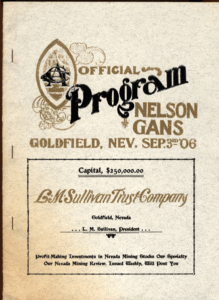 OFFICIAL
Program
NELSON
GANS
GOLDFIELD, NEV. SEP. 3RD '06
Capital, $250,000.00
L.M. Sullivan Trust Company
Goldfield, Nevada
... L. M. Sullivan, President ...
Profit-Making Investments in Nevada Mining Stocks Our Specialty
Our Nevada Mining Review, Issued Weekly, Will Post You